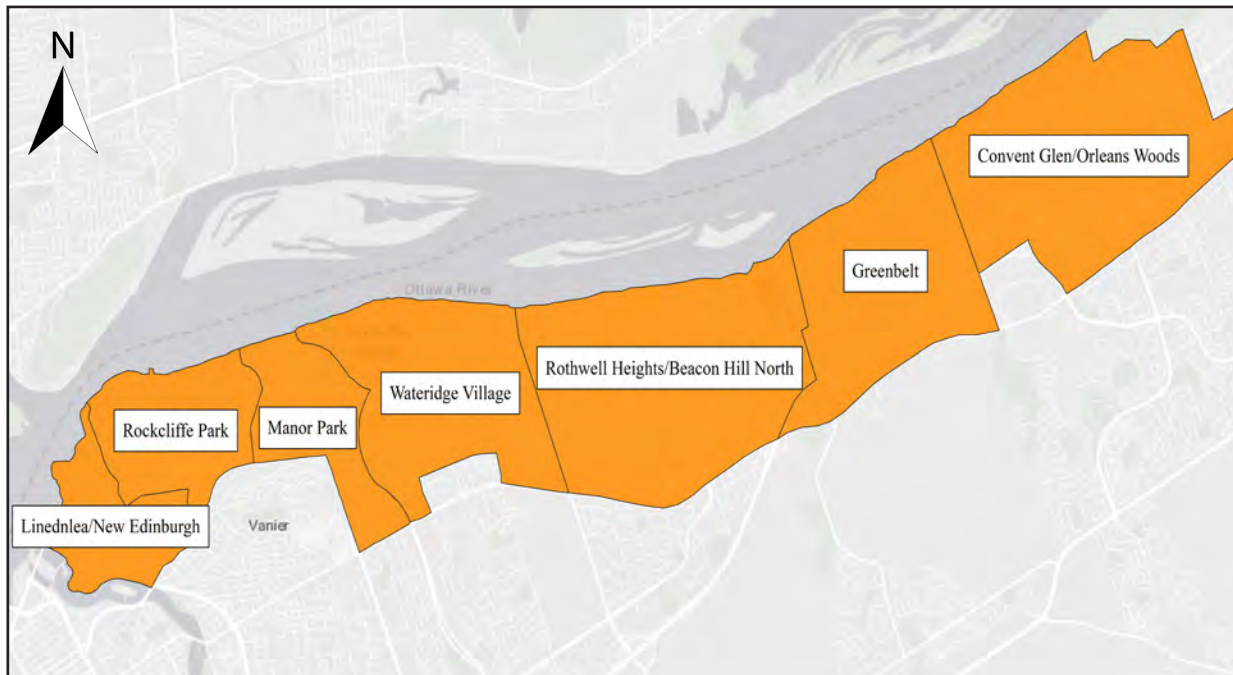 N
Convent Glen/Orleans Woods
Greenbelt
Ottawa River
Rothwell Heights/Beacon Hill North
Wateridge Village
Manor Park
Rockcliffe Park
Linednlea/New Edinburgh
Vanier